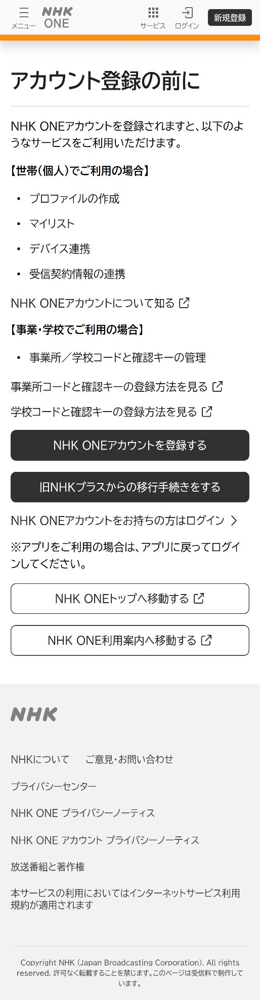 メニュー
NHK
ONE
サービス
ログイン
新規登録
アカウント登録の前に
NHK ONEアカウントを登録されますと、以下のよ
うなサービスをご利用いただけます。
【世帯（個人）でご利用の場合】
・ プロファイルの作成
・ マイリスト
・ デバイス連携
・ 受信契約情報の連携
NHK ONEアカウントについて知る
【事業・学校でご利用の場合】
・ 事業所／学校コードと確認キーの管理
事業所コードと確認キーの登録方法を見る
学校コードと確認キーの登録方法を見る
NHK ONEアカウントを登録する
旧NHKプラスからの移行手続きをする
NHK ONEアカウントをお持ちの方はログイン
※アプリをご利用の場合は、アプリに戻ってログイ
ンしてください。
NHK ONEトップへ移動する
NHK ONE利用案内へ移動する
NHK
NHKについて ご意見・お問い合わせ
プライバシーセンター
NHK ONE プライバシーノーティス
NHK ONE アカウント プライバシーノーティス
放送番組と著作権
本サービスの利用においてはインターネットサービス利用
規約が適用されます
Copyright NHK (Japan Broadcasting Corporation). All rights
reserved. 許可なく転載することを禁じます。このページは受信料で制作して
います。